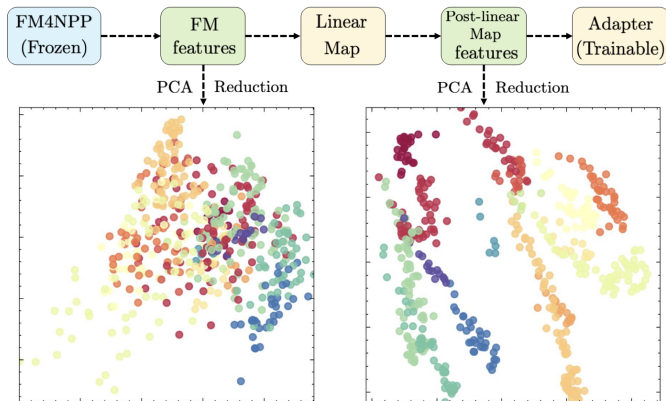 FM4NPP
(Frozen)
FM
features
Linear
Map
Post-linear
Map
features
Adapter
(Trainable)
PCA Reduction
PCA Reduction